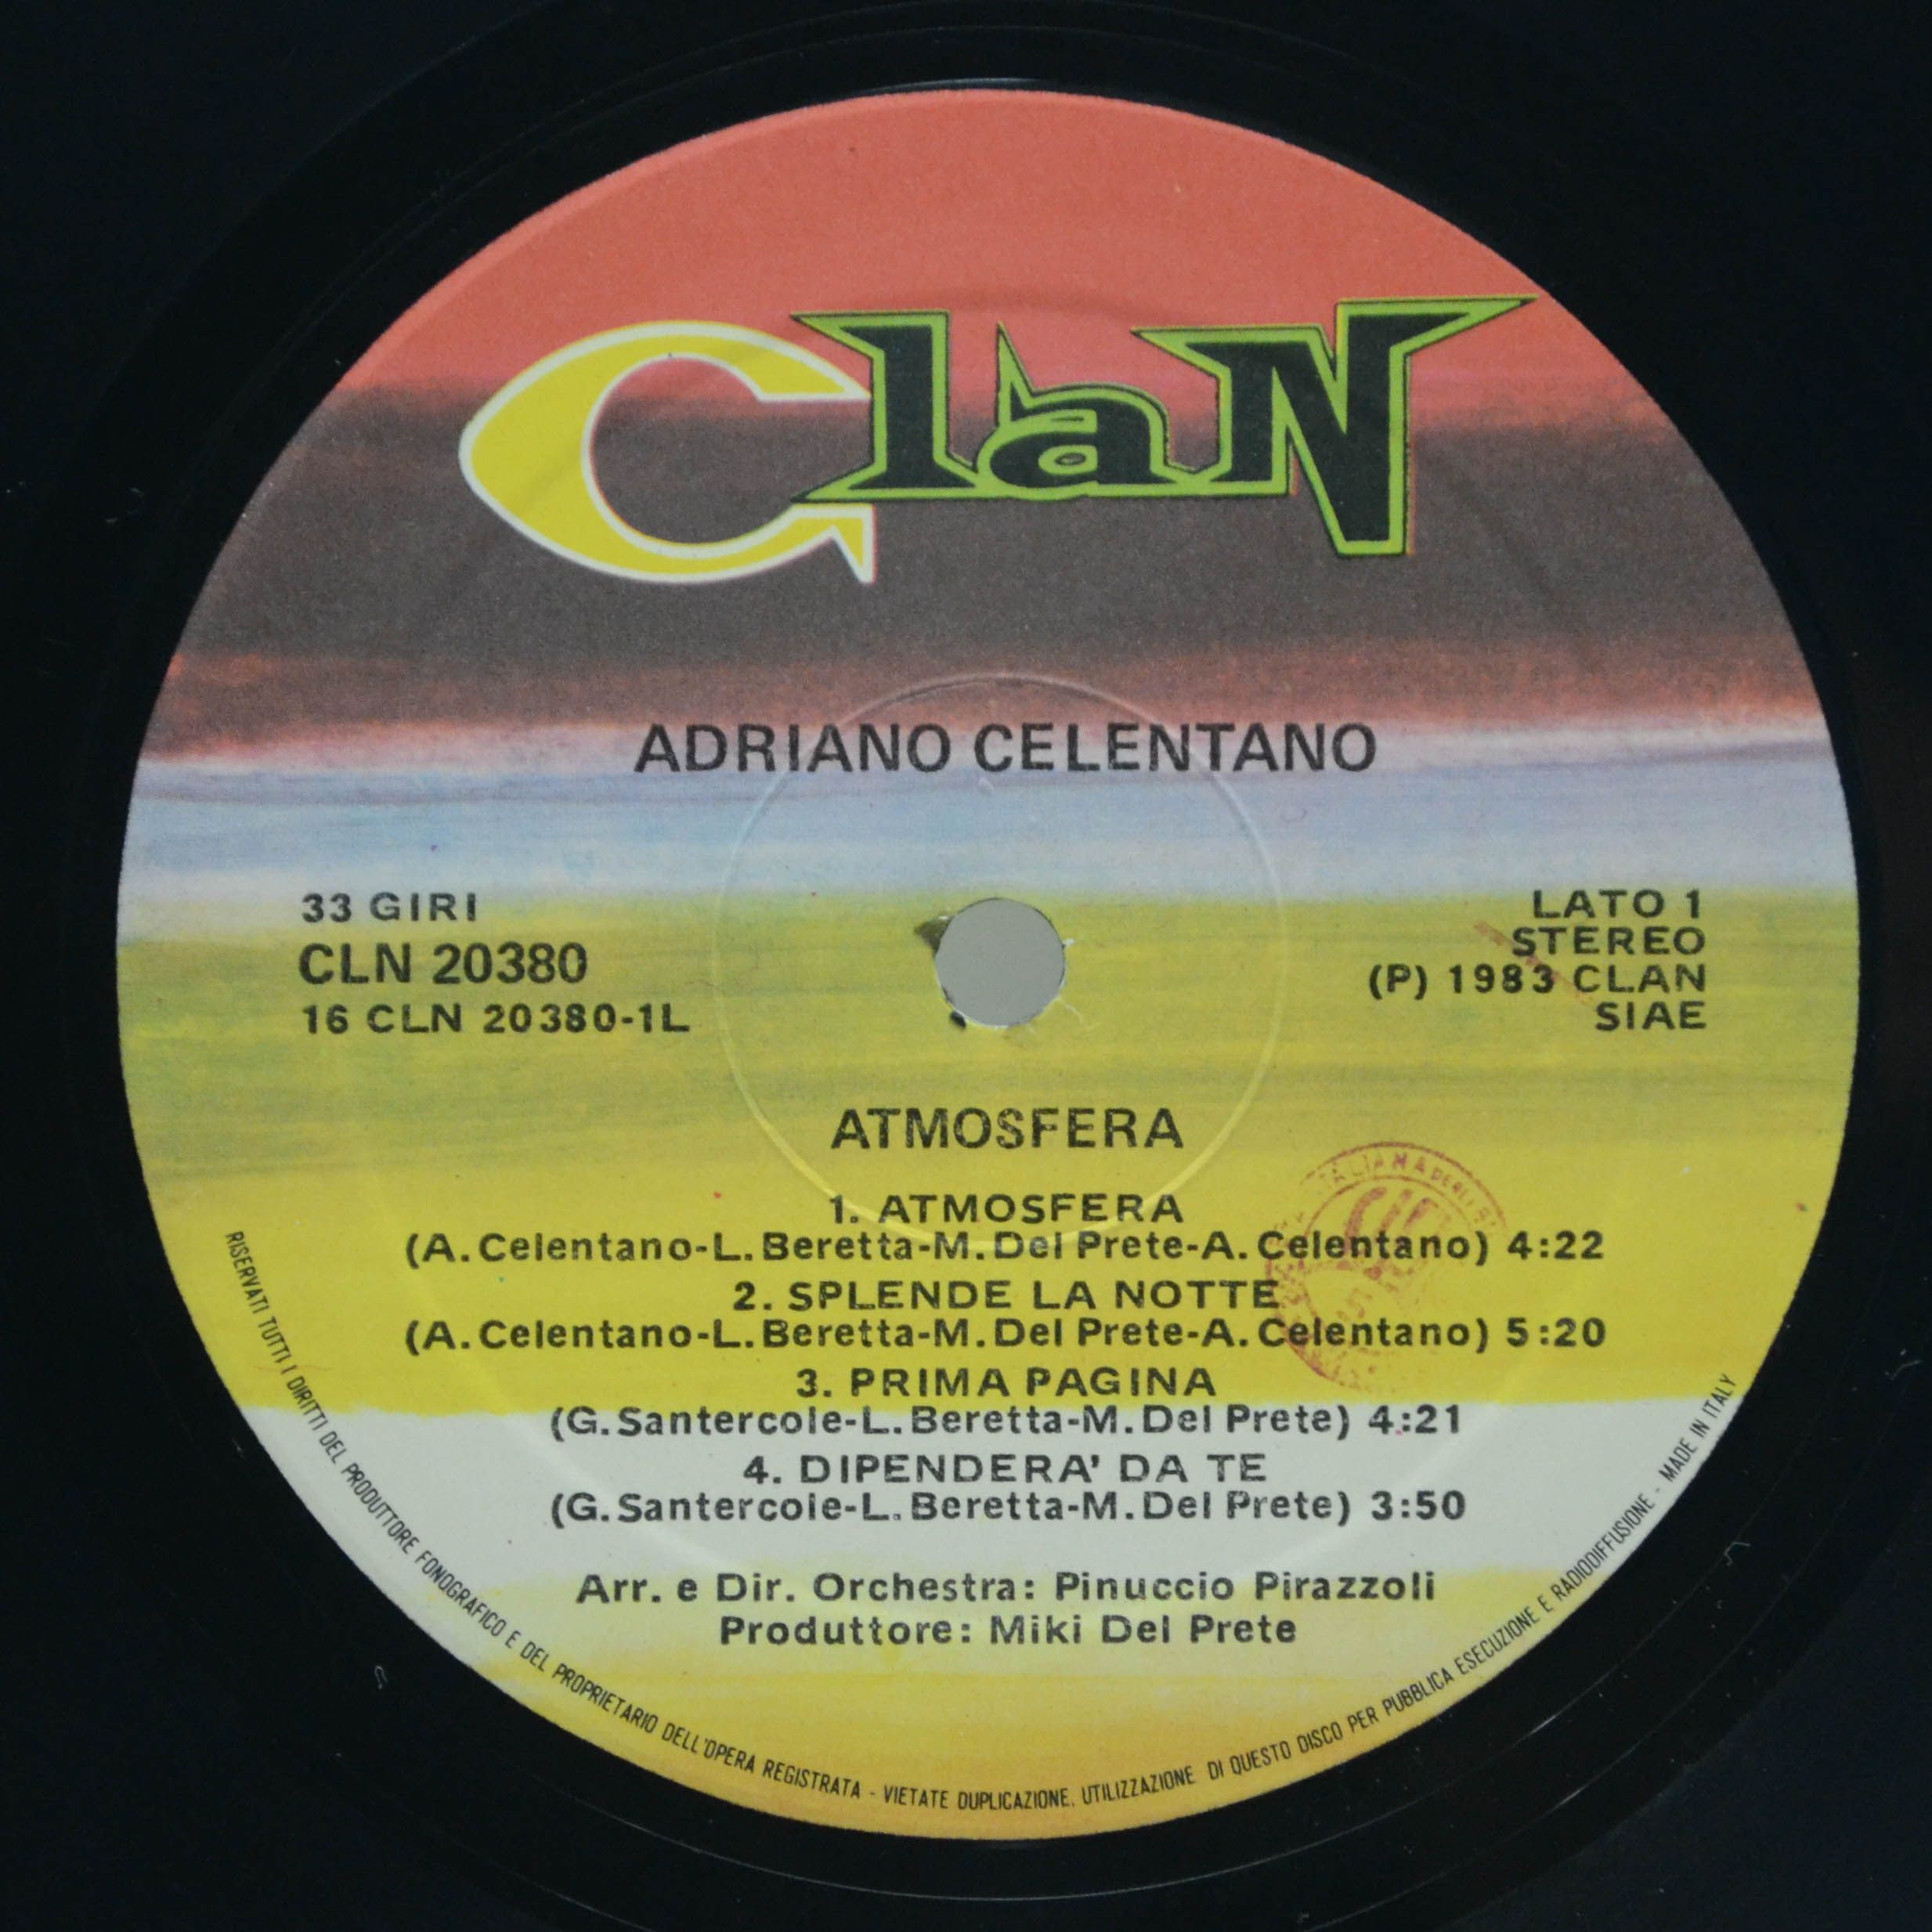 ClaN
ADRIANO CELENTANO
33 GIRI
CLN 20380
16 CLN 20380-1L
LATO 1
STEREO
(P) 1983 CLAN
SIAE
ATMOSFERA
1. ATMOSFERA
(A. Celentano-L. Beretta-M. Del Prete-A. Celentano) 4:22
2. SPLENDE LA NOTTE
(A. Celentano-L. Beretta-M. Del Prete-A. Celentano) 5:20
3. PRIMA PAGINA
(G. Santercole-L. Beretta-M. Del Prete) 4:21
4. DIPENDERA' DA TE
(G. Santercole-L. Beretta-M. Del Prete) 3:50
Arr. e Dir. Orchestra: Pinuccio Pirazzoli
Produttore: Miki Del Prete
RISERVATI TUTTI I DIRITTI DEL PRODUTTORE FONOGRAFICO E DEL PROPRIETARIO DELL'OPERA REGISTRATA - VIETATE DUPLICAZIONE, UTILIZZAZIONE DI QUESTO DISCO PER PUBBLICA ESECUZIONE E RADIODIFFUSIONE - MADE IN ITALY